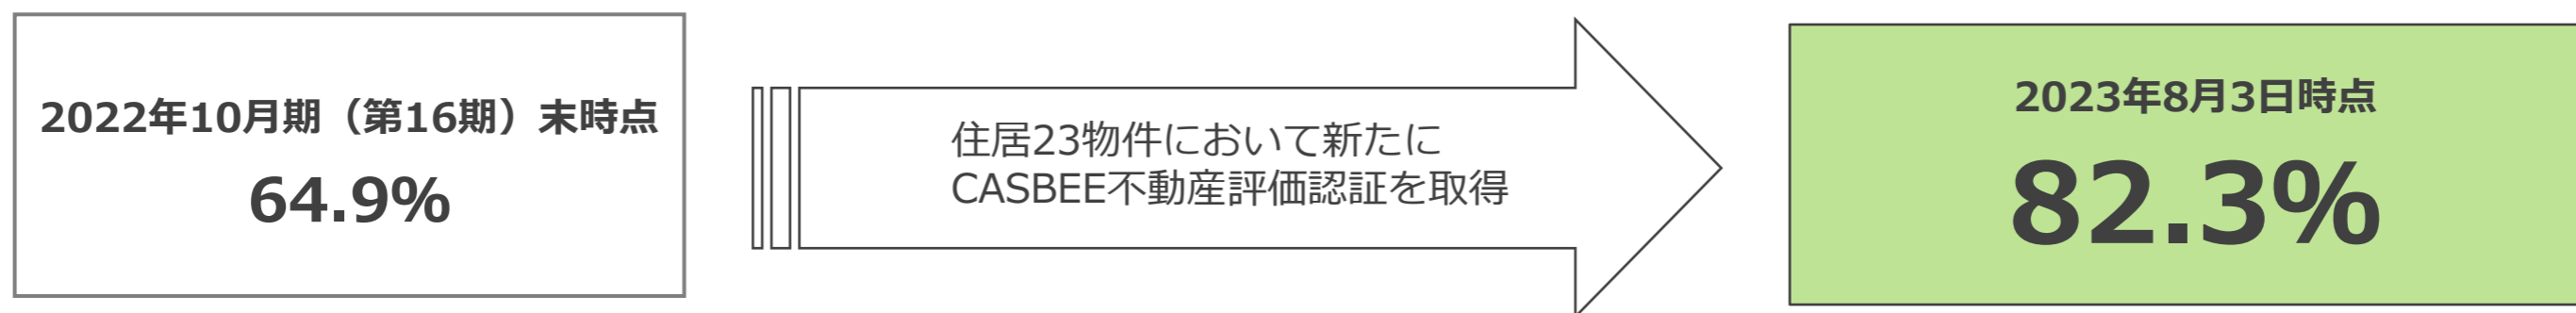 2022年10月期（第16期）末時点
64.9%
住居23物件において新たに
CASBEE不動産評価認証を取得
2023年8月3日時点
82.3%